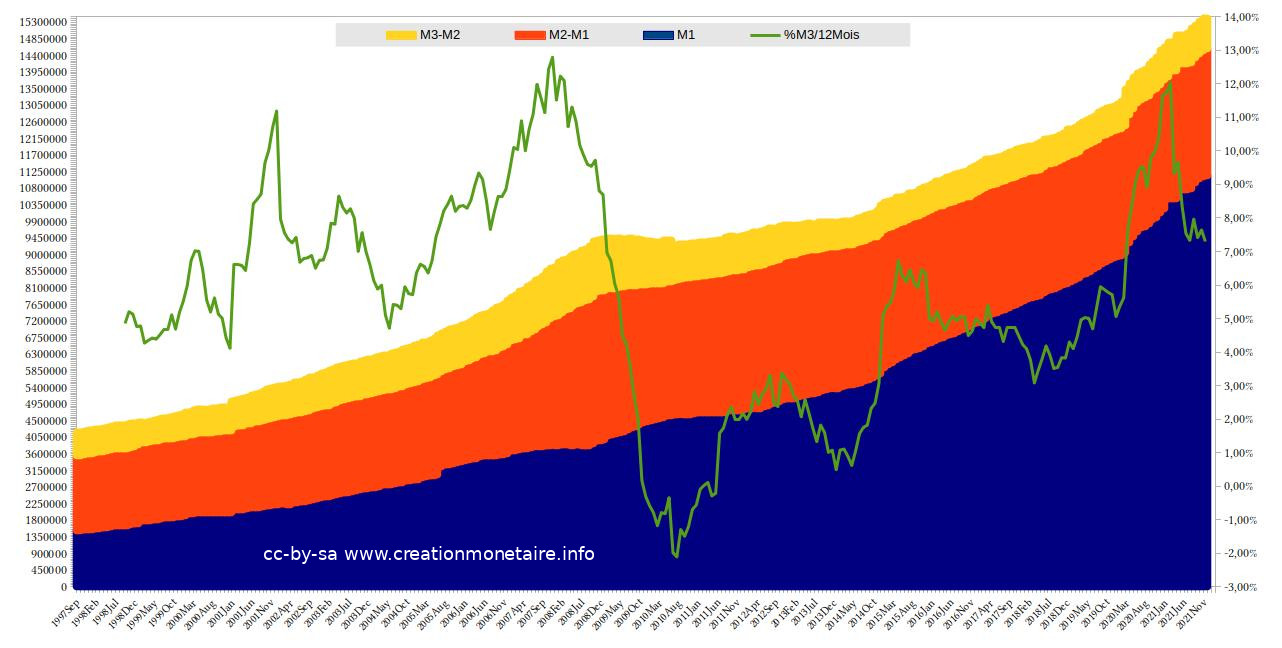 M3-M2
M2-M1
M1
%M3/12Mois
15300000
14850000
14400000
13950000
13500000
13050000
12600000
12150000
11700000
11250000
10800000
10350000
9900000
9450000
9000000
8550000
8100000
7650000
7200000
6750000
6300000
5850000
5400000
4950000
4500000
4050000
3600000
3150000
2700000
2250000
1800000
1350000
900000
450000
0
14,00%
13,00%
12,00%
11,00%
10,00%
9,00%
8,00%
7,00%
6,00%
5,00%
4,00%
3,00%
2,00%
1,00%
0,00%
-1,00%
-2,00%
-3,00%
cc-by-sa www.creationmonetaire.info
1997Sep
1998Feb
1998Jul
1998Dec
1999May
1999Oct
2000Mar
2000Aug
2001Jan
2001Jun
2001Nov
2002Apr
2002Sep
2003Feb
2003Jul
2003Dec
2004May
2004Oct
2005Mar
2005Aug
2006Jan
2006Jun
2006Nov
2007Apr
2007Sep
2008Feb
2008Jul
2008Dec
2009May
2009Oct
2010Mar
2010Aug
2011Jan
2011Jun
2011Nov
2012Apr
2012Sep
2013Feb
2013Jul
2013Dec
2014May
2014Oct
2015Mar
2015Aug
2016Jan
2016Jun
2016Nov
2017Apr
2017Sep
2018Feb
2018Jul
2018Dec
2019May
2019Oct
2020Mar
2020Aug
2021Jan
2021Jun
2021Nov